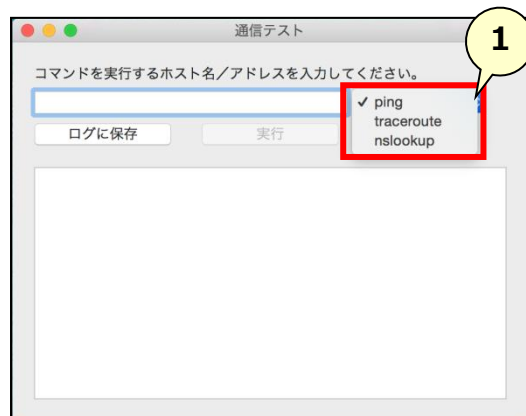 通信テスト
1
コマンドを実行するホスト名／アドレスを入力してください。
✓ ping
traceroute
nslookup
ログに保存
実行